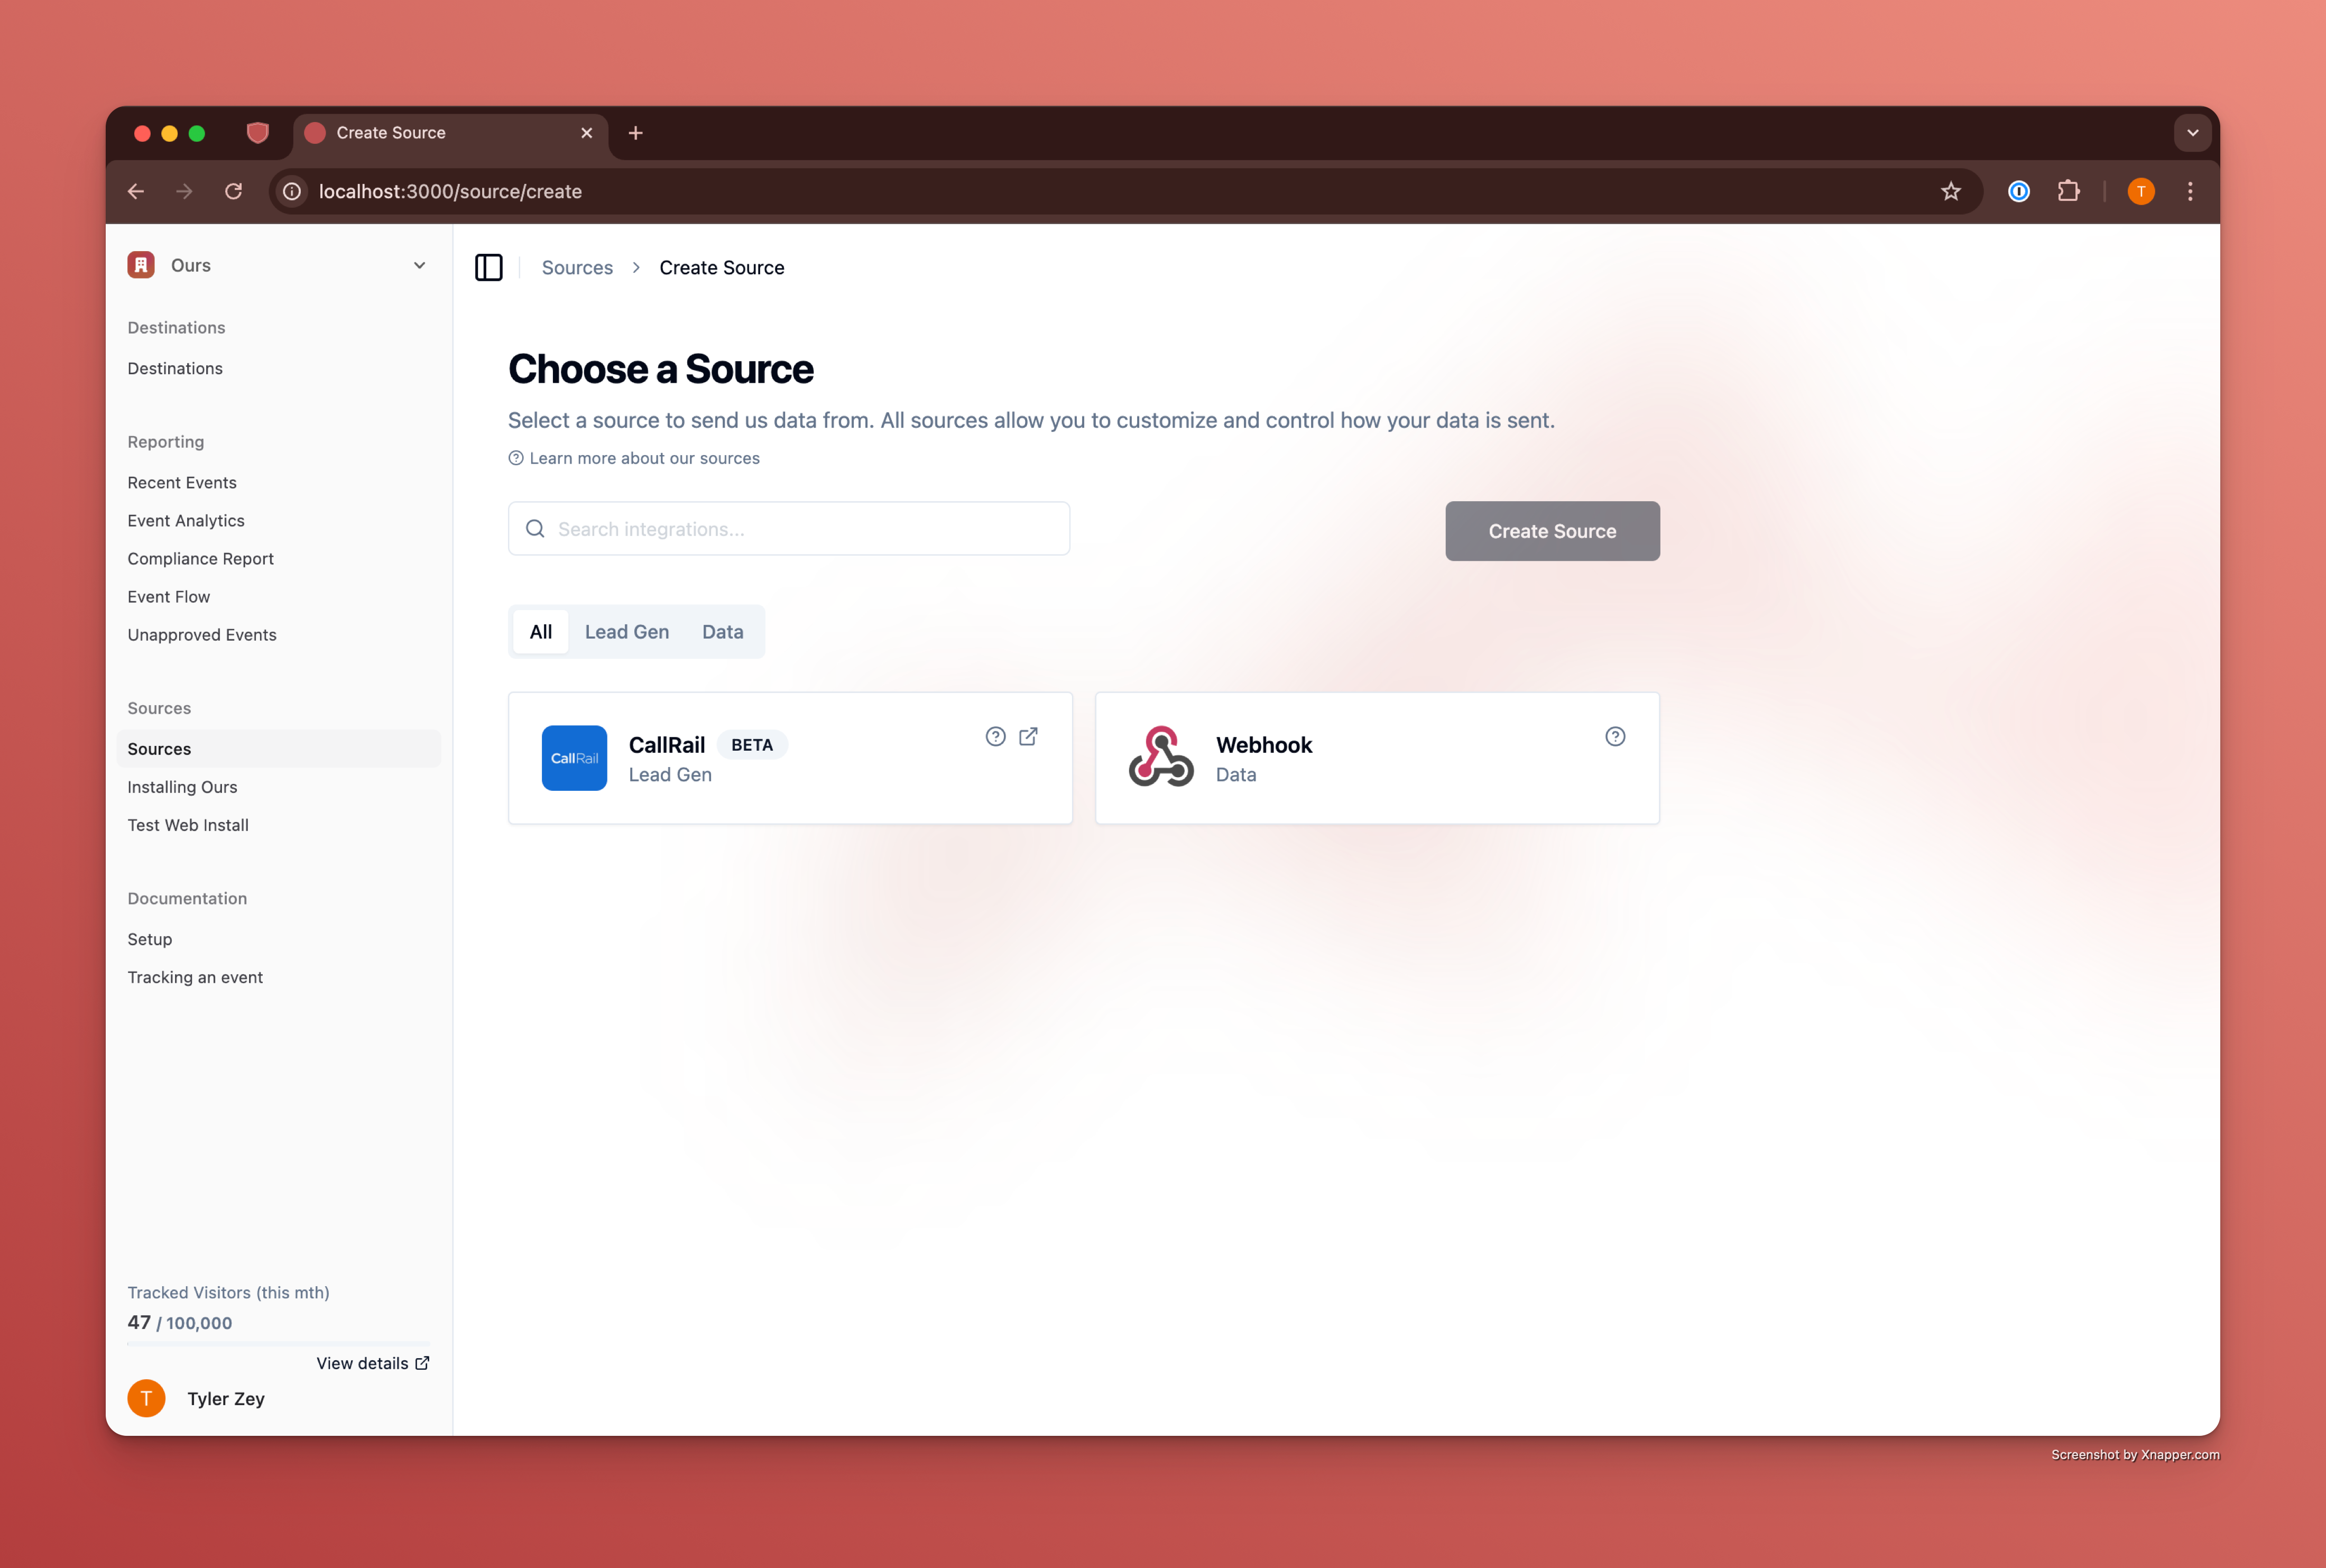 Create Source
localhost:3000/source/create
T
Ours
Destinations
Destinations
Reporting
Recent Events
Event Analytics
Compliance Report
Event Flow
Unapproved Events
Sources
Sources
Installing Ours
Test Web Install
Documentation
Setup
Tracking an event
Tracked Visitors (this mth)
47 / 100,000
View details
T Tyler Zey
Sources > Create Source
Choose a Source
Select a source to send us data from. All sources allow you to customize and control how your data is sent.
Learn more about our sources
Search integrations...
Create Source
All Lead Gen Data
CallRail
CallRail BETA
Lead Gen
Webhook
Data
Screenshot by Xnapper.com